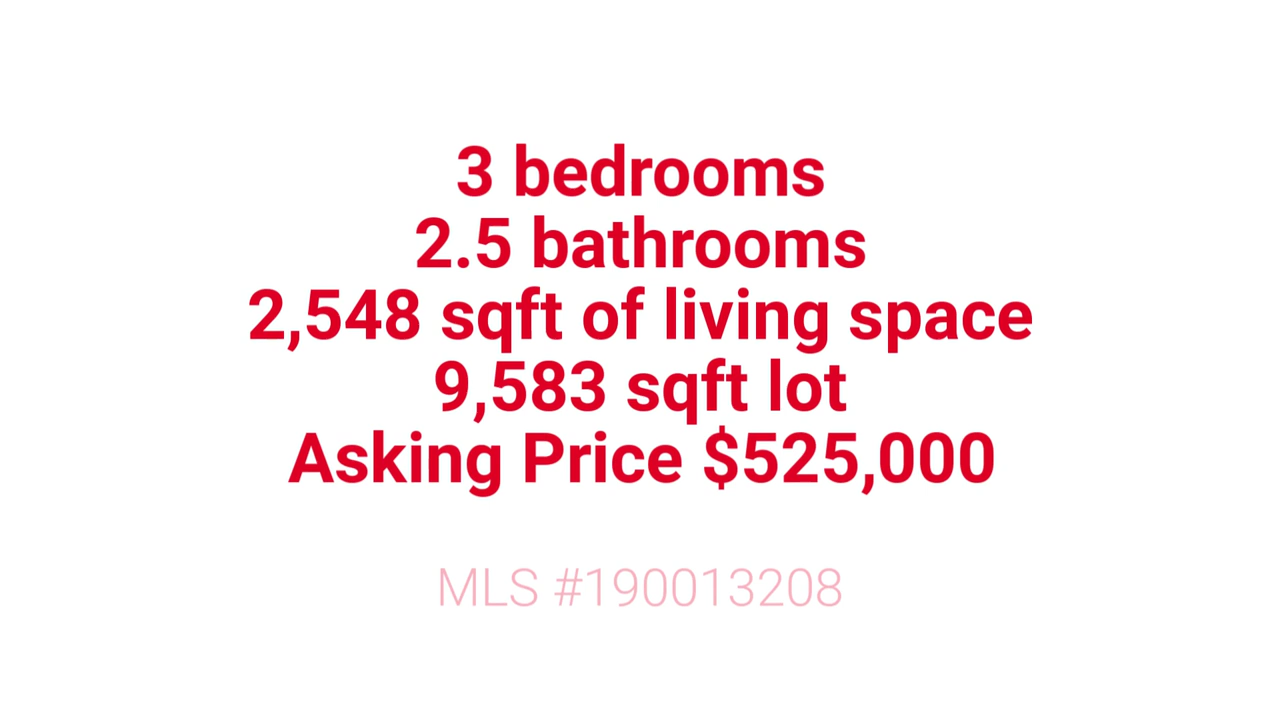 3 bedrooms
2.5 bathrooms
2,548 sqft of living space
9,583 sqft lot
Asking Price $525,000
MLS #190013208